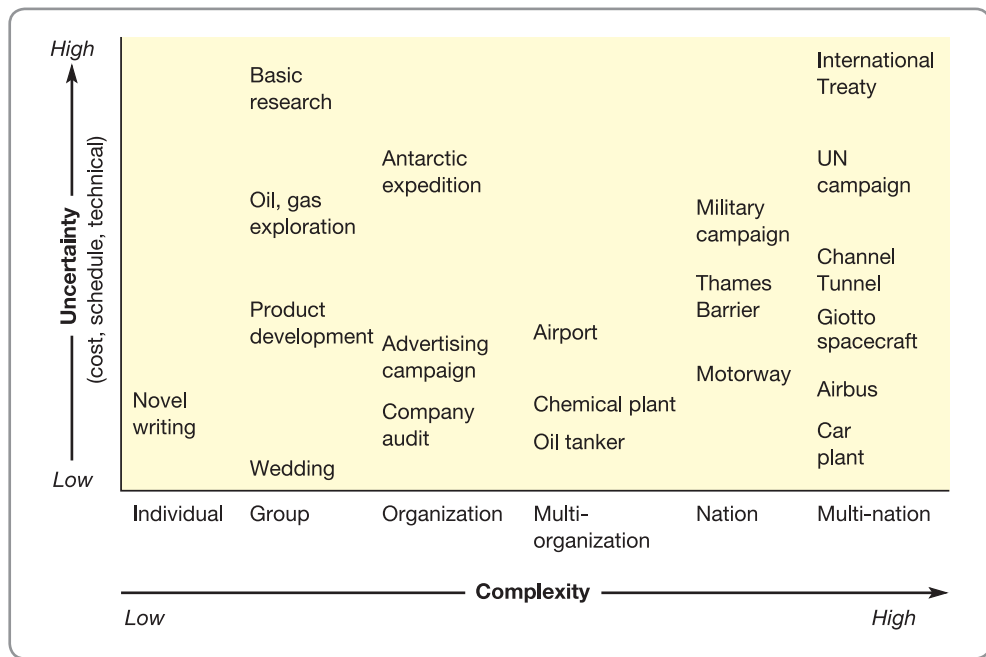 High
Uncertainty
(cost, schedule, technical)
Low
Novel
writing
Basic
research
Oil, gas
exploration
Product
development
Wedding
Antarctic
expedition
Advertising
campaign
Company
audit
Airport
Chemical plant
Oil tanker
Military
campaign
Thames
Barrier
Motorway
International
Treaty
UN
campaign
Channel
Tunnel
Giotto
spacecraft
Airbus
Car
plant
Individual
Group
Organization
Multi-
organization
Nation
Multi-nation
Complexity
Low
High